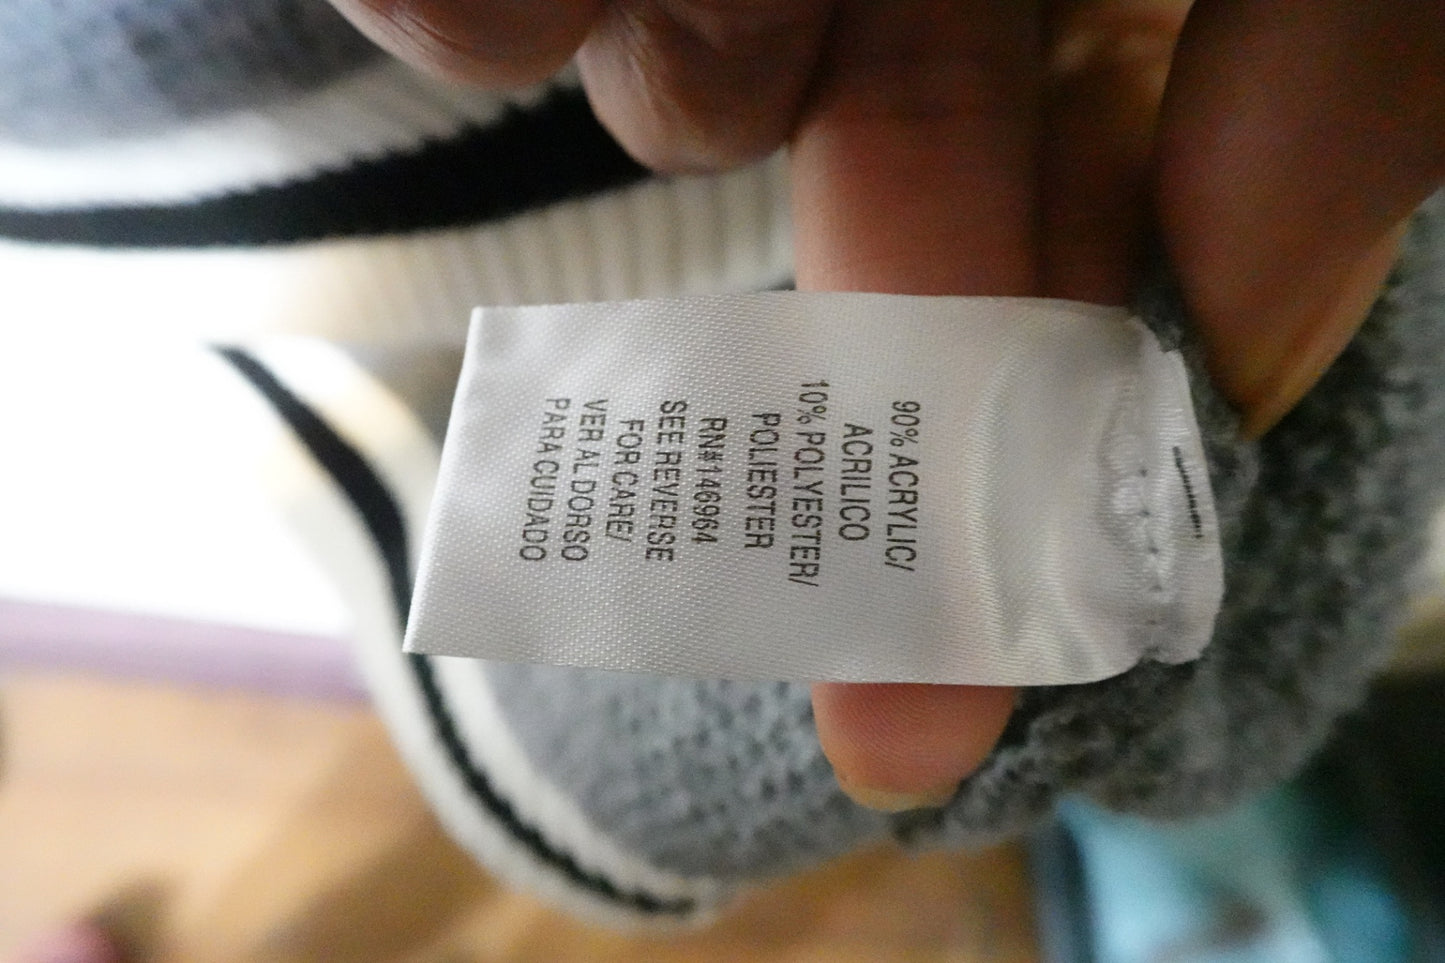 90% ACRYLIC/
ACRILICO
10% POLYESTER/
POLIESTER
RN#146964
SEE REVERSE
FOR CARE/
VER AL DORSO
PARA CUIDADO